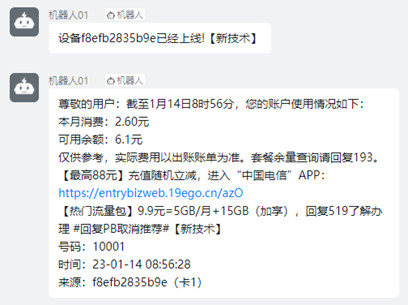 机器人01 机器人
设备f8efb2835b9e已经上线!【新技术】
机器人01 机器人
尊敬的用户：截至1月14日8时56分，您的账户使用情况如下：
本月消费：2.60元
可用余额：6.1元
仅供参考，实际费用以出账账单为准。套餐余量查询请回复193。
【最高88元】充值随机立减，进入“中国电信”APP：
https://entrybizweb.19ego.cn/azO
【热门流量包】9.9元=5GB/月+15GB（加享），回复519了解办
理 #回复PB取消推荐#【新技术】
号码：10001
时间：23-01-14 08:56:28
来源：f8efb2835b9e（卡1）